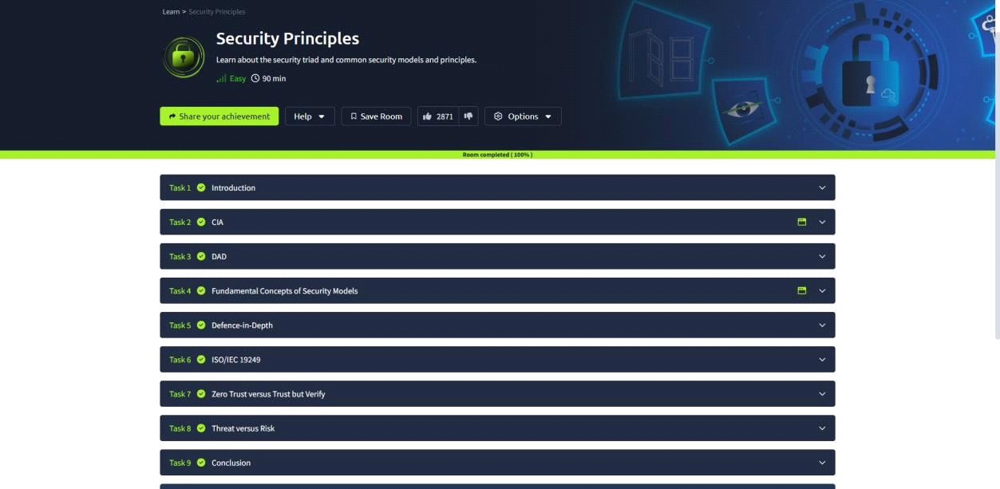 Learn > Security Principles
Security Principles
Learn about the security triad and common security models and principles.
Easy 90 min
Share your achievement Help Save Room 2871 Options
Room completed ( 100% )
Task 1 Introduction
Task 2 CIA
Task 3 DAD
Task 4 Fundamental Concepts of Security Models
Task 5 Defence-in-Depth
Task 6 ISO/IEC 19249
Task 7 Zero Trust versus Trust but Verify
Task 8 Threat versus Risk
Task 9 Conclusion